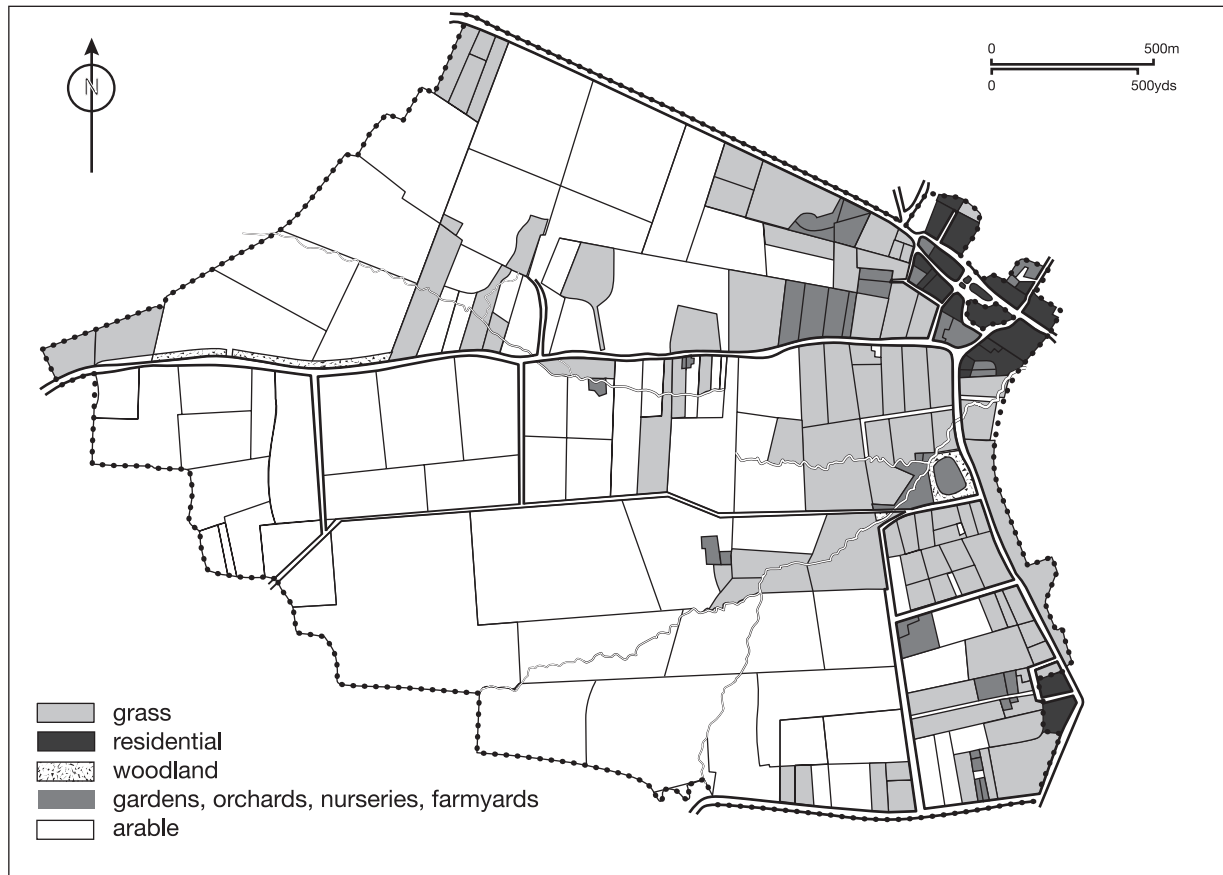 N
0 500m
0 500yds
grass
residential
woodland
gardens, orchards, nurseries, farmyards
arable